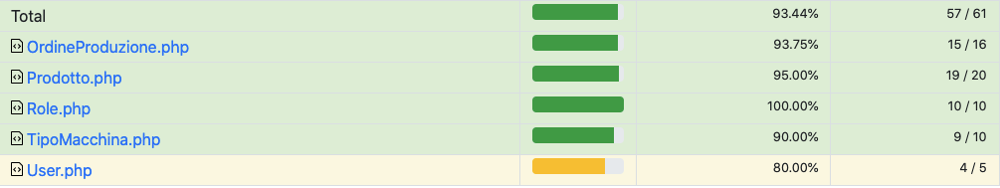 Total 93.44% 57 / 61
OrdineProduzione.php 93.75% 15 / 16
Prodotto.php 95.00% 19 / 20
Role.php 100.00% 10 / 10
TipoMacchina.php 90.00% 9 / 10
User.php 80.00% 4 / 5